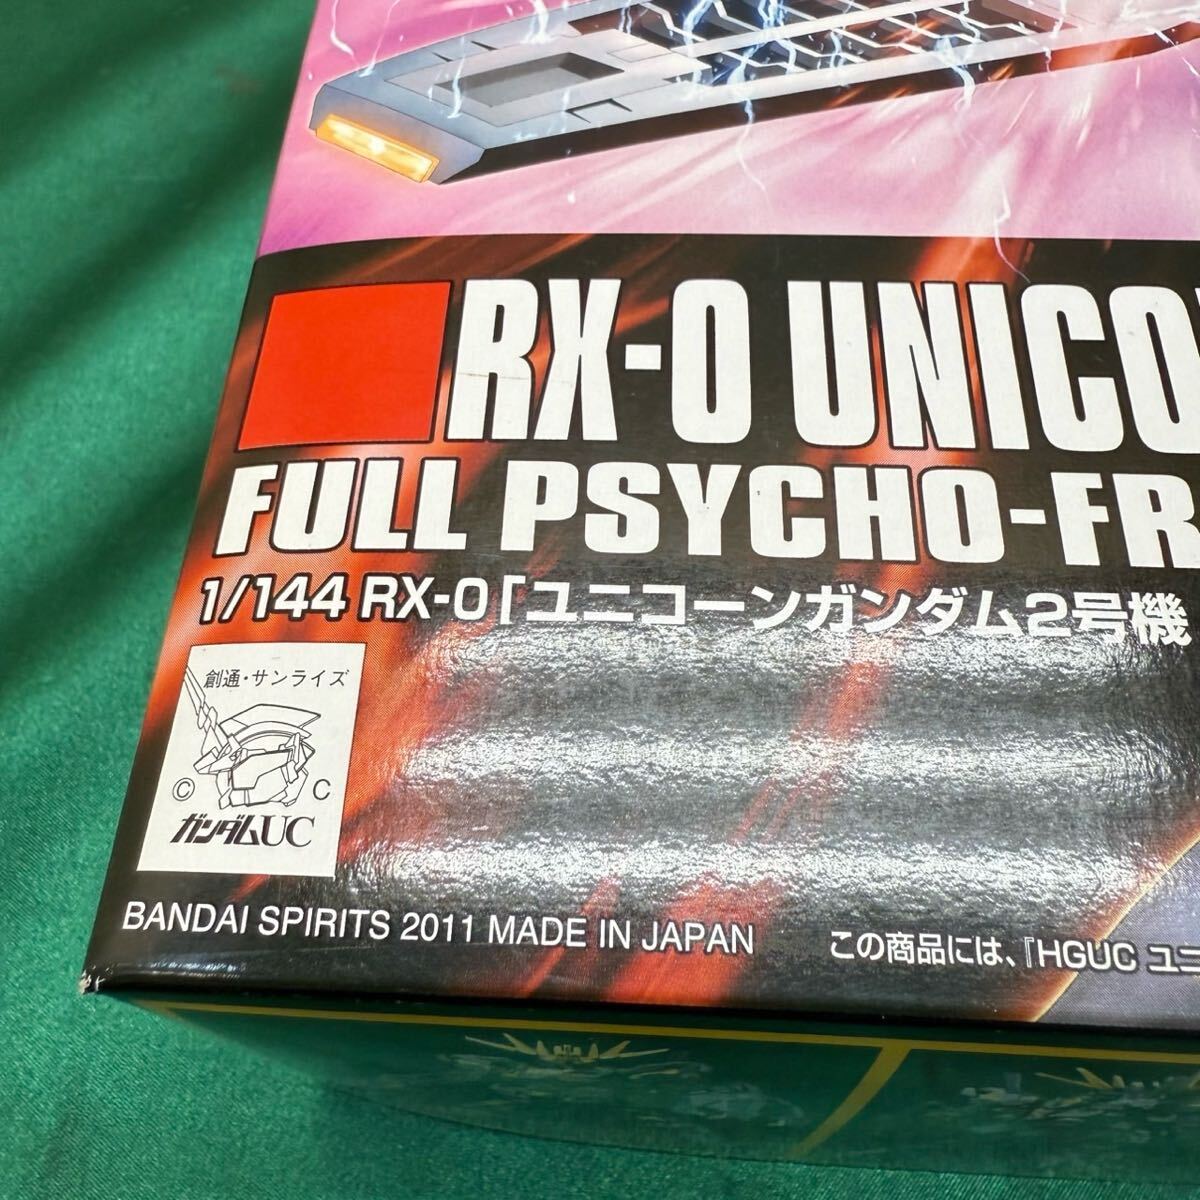 RX-0 UNICO
FULL PSYCHO-FR
1/144 RX-0「ユニコーンガンダム2号機
創通・サンライズ
© C
ガンダムUC
BANDAI SPIRITS 2011 MADE IN JAPAN
この商品には、『HGUC ユニ